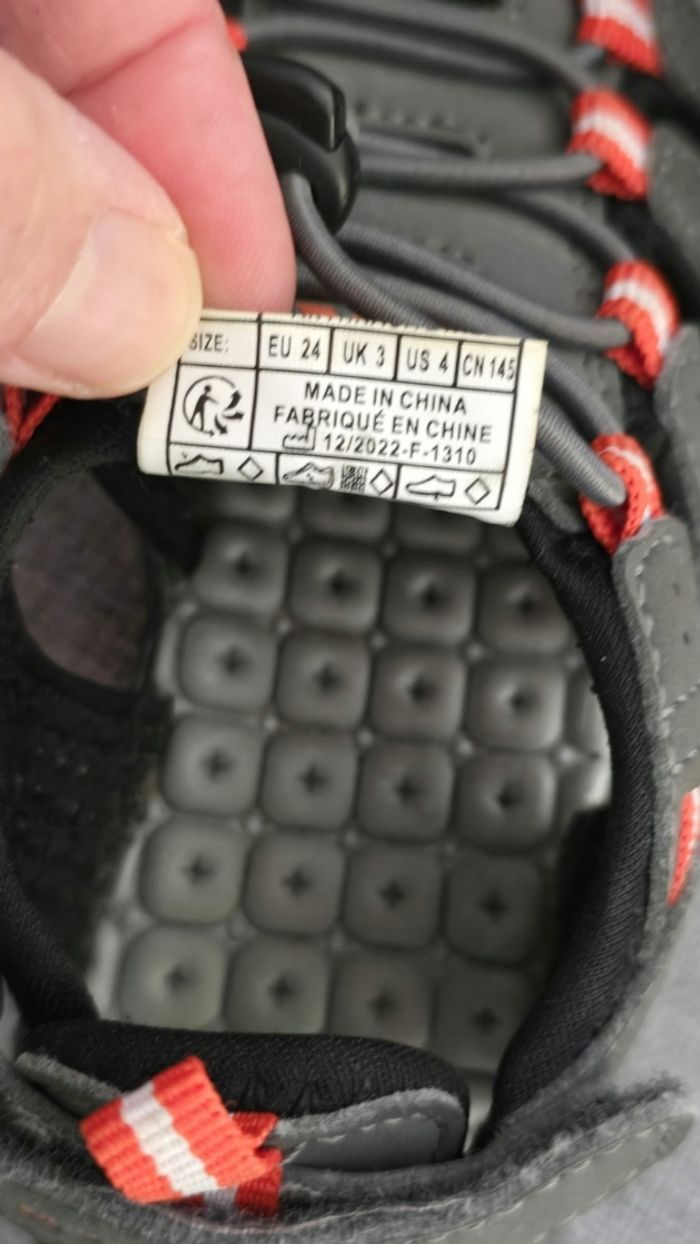 SIZE: EU 24 UK 3 US 4 CN 145
MADE IN CHINA
FABRIQUÉ EN CHINE
12/2022-F-1310